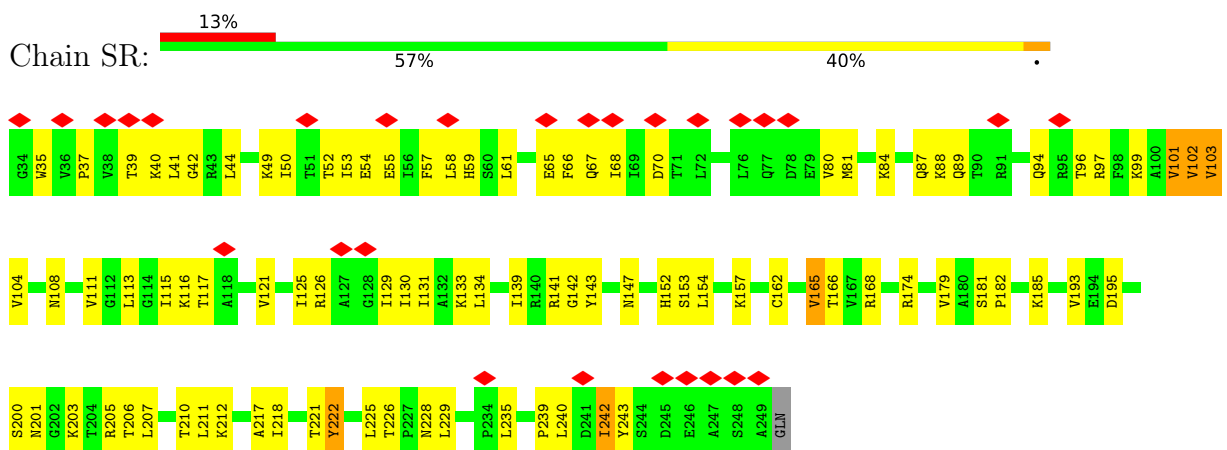 13%
Chain SR:
57% 40% •
G34 W35 V36 P37 V38 T39 K40 L41 G42 R43 L44 K49 I50 T51 T52 I53 E54 E55 I56 F57 L58 H59 S60 L61 E65 F66 Q67 I68 I69 D70 T71 L72 L76 Q77 D78 E79 V80 M81 K84 Q87 K88 Q89 T90 R91 Q94 R95 T96 R97 F98 K99 A100 V101 V102 V103
V104 N108 V111 G112 L113 G114 I115 K116 T117 A118 V121 I125 R126 A127 G128 I129 I130 I131 A132 K133 L134 I139 R140 R141 G142 Y143 N147 H152 S153 L154 K157 C162 V165 T166 V167 R168 R174 V179 A180 S181 P182 K185 V193 E194 D195
S200 N201 G202 K203 T204 R205 T206 L207 T210 L211 K212 A217 I218 T221 Y222 L225 T226 P227 N228 L229 P234 L235 P239 L240 D241 I242 Y243 S244 D245 E246 A247 S248 A249 GLN